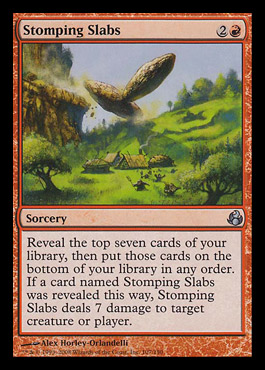 Stomping Slabs 2
Sorcery
Reveal the top seven cards of your
library, then put those cards on the
bottom of your library in any order.
If a card named Stomping Slabs
was revealed this way, Stomping
Slabs deals 7 damage to target
creature or player.
Alex Horley-Orlandelli